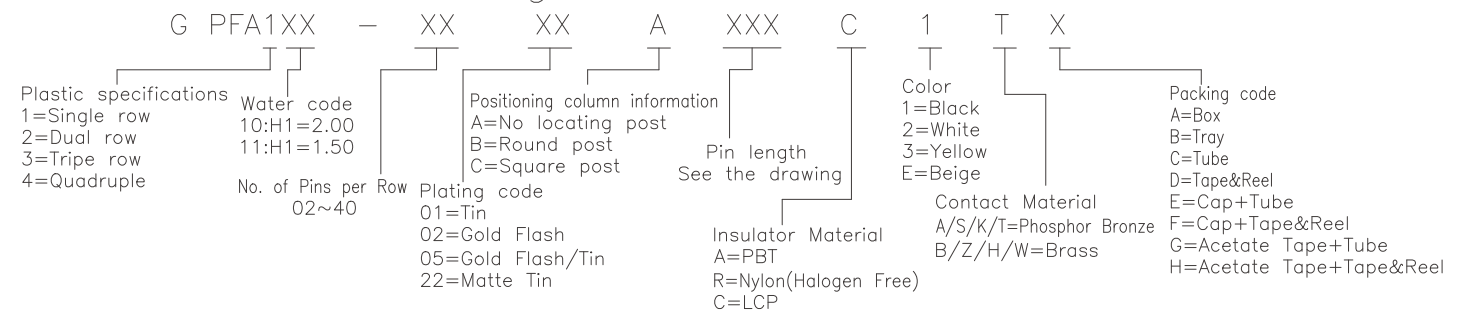 G PFA1XX - XX XX A XXX C 1 T X
Plastic specifications
1=Single row
2=Dual row
3=Tripe row
4=Quadruple
Water code
10:H1=2.00
11:H1=1.50
No. of Pins per Row
02~40
Plating code
01=Tin
02=Gold Flash
05=Gold Flash/Tin
22=Matte Tin
Positioning column information
A=No locating post
B=Round post
C=Square post
Pin length
See the drawing
Insulator Material
A=PBT
R=Nylon(Halogen Free)
C=LCP
Color
1=Black
2=White
3=Yellow
E=Beige
Contact Material
A/S/K/T=Phosphor Bronze
B/Z/H/W=Brass
Packing code
A=Box
B=Tray
C=Tube
D=Tape&Reel
E=Cap+Tube
F=Cap+Tape&Reel
G=Acetate Tape+Tube
H=Acetate Tape+Tape&Reel